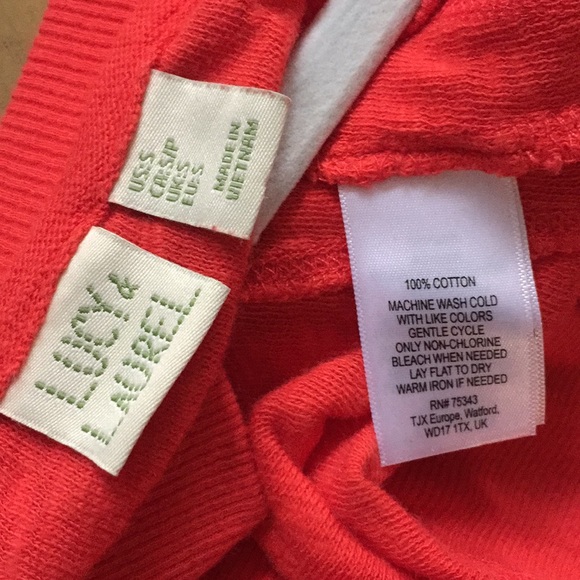 US S
CA S/P
UK S
EU S
MADE IN
VIETNAM
LUCY &
LAUREL
100% COTTON
MACHINE WASH COLD
WITH LIKE COLORS
GENTLE CYCLE
ONLY NON-CHLORINE
BLEACH WHEN NEEDED
LAY FLAT TO DRY
WARM IRON IF NEEDED
RN# 75343
TJX Europe, Watford,
WD17 1TX, UK